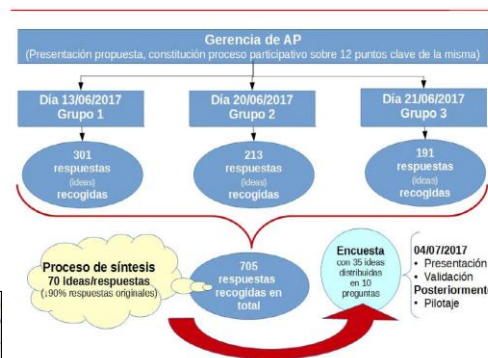 Gerencia de AP
(Presentación propuesta, constitución proceso participativo sobre 12 puntos clave de la misma)
Día 13/06/2017
Grupo 1
Día 20/06/2017
Grupo 2
Día 21/06/2017
Grupo 3
301
respuestas
(ideas)
recogidas
213
respuestas
(ideas)
recogidas
191
respuestas
(ideas)
recogidas
Proceso de síntesis
70 Ideas/respuestas
(↓90% respuestas originales)
705
respuestas
recogidas en
total
Encuesta
con 35 ideas
distribuidas
en 10
preguntas
04/07/2017
• Presentación
• Validación
Posteriormente
• Pilotaje